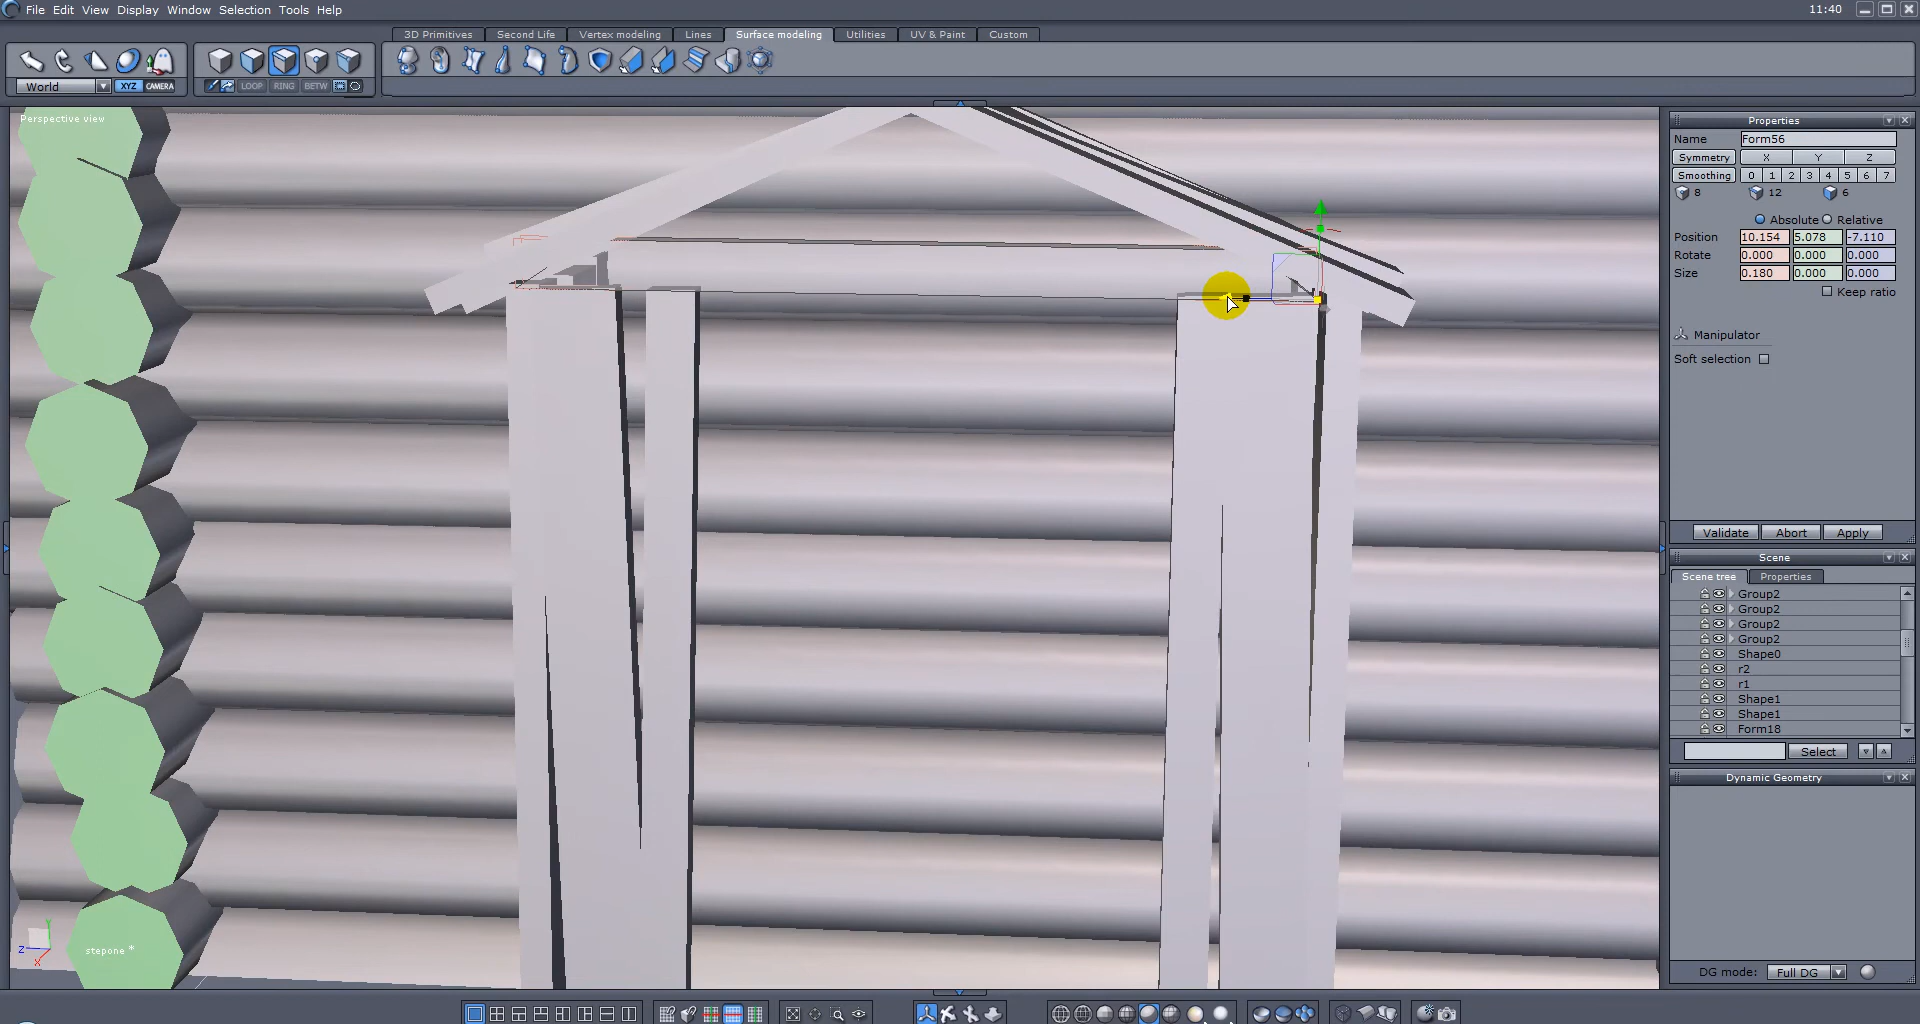 File Edit View Display Window Selection Tools Help 11:40
3D Primitives Second Life Vertex modeling Lines Surface modeling Utilities UV & Paint Custom
World XYZ CAMERA LOOP RING BETW
Perspective view
Properties
Name Form56
Symmetry X Y Z
Smoothing 0 1 2 3 4 5 6 7
8 12 6
Absolute Relative
Position 10.154 5.078 -7.110
Rotate 0.000 0.000 0.000
Size 0.180 0.000 0.000
Keep ratio
Manipulator
Soft selection
Validate Abort Apply
Scene
Scene tree Properties
Group2
Group2
Group2
Group2
Shape0
r2
r1
Shape1
Shape1
Form18
Select
Dynamic Geometry
Y
Z
X
stepone *
DG mode: Full DG